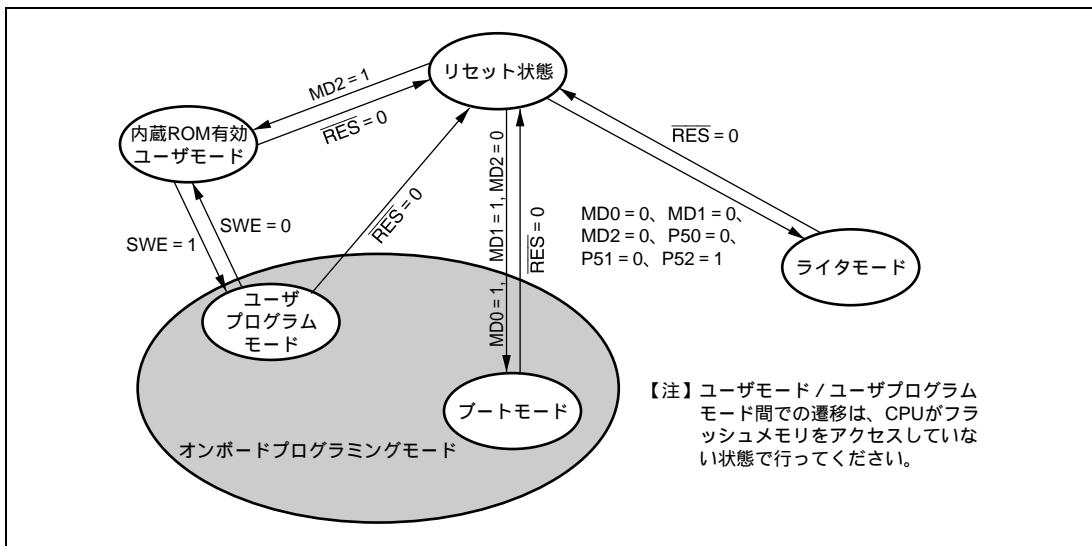 リセット状態
MD2 = 1
RES = 0
内蔵ROM有効
ユーザモード
RES = 0
SWE = 0
SWE = 1
RES = 0
MD0 = 1、MD1 = 1、MD2 = 0
RES = 0
MD0 = 0、MD1 = 0、
MD2 = 0、P50 = 0、
P51 = 0、P52 = 1
ライタモード
ユーザ
プログラム
モード
ブートモード
オンボードプログラミングモード
【注】ユーザモード / ユーザプログラム
モード間での遷移は、CPUがフラ
ッシュメモリをアクセスしていな
い状態で行ってください。